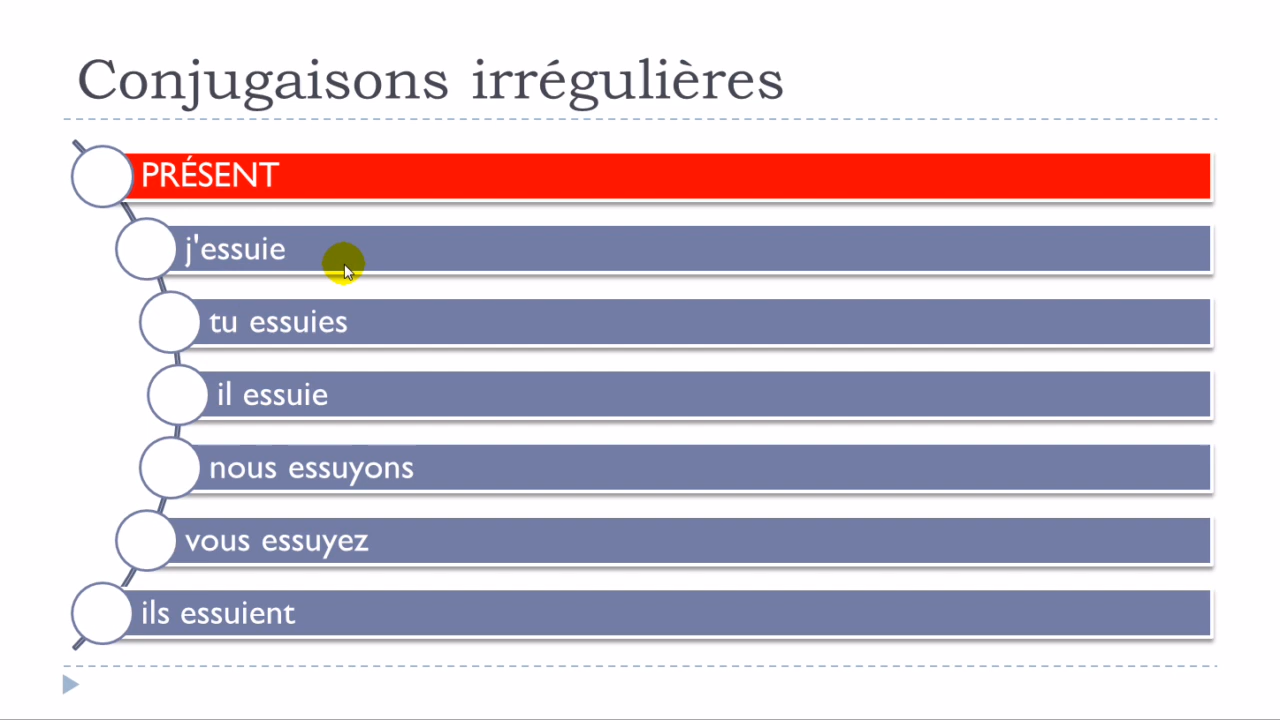 Conjugaisons irrégulières
PRÉSENT
j'essuie
tu essuies
il essuie
nous essuyons
vous essuyez
ils essuient